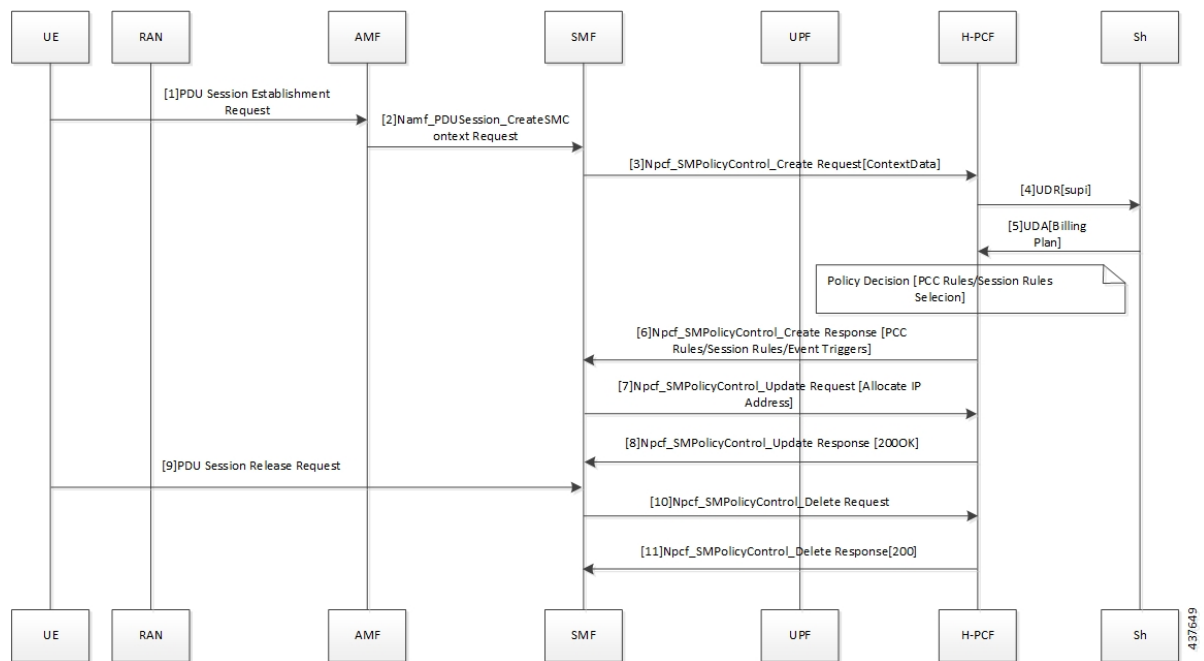 UE
RAN
AMF
SMF
UPF
H-PCF
Sh
[1]PDU Session Establishment
Request
[2]Namf_PDUSession_CreateSMC
ontext Request
[3]Npcf_SMPolicyControl_Create Request[ContextData]
[4]UDR[supi]
[5]UDA[Billing
Plan]
Policy Decision [PCC Rules/Session Rules
Selecion]
[6]Npcf_SMPolicyControl_Create Response [PCC
Rules/Session Rules/Event Triggers]
[7]Npcf_SMPolicyControl_Update Request [Allocate IP
Address]
[8]Npcf_SMPolicyControl_Update Response [200OK]
[9]PDU Session Release Request
[10]Npcf_SMPolicyControl_Delete Request
[11]Npcf_SMPolicyControl_Delete Response[200]
UE
RAN
AMF
SMF
UPF
H-PCF
Sh
437649